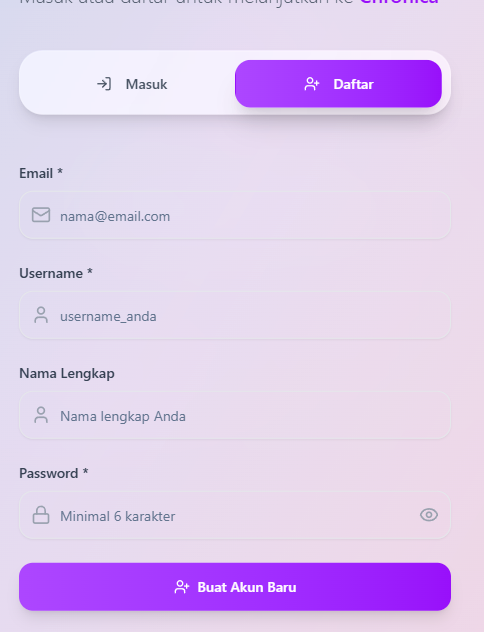 Masuk atau daftar untuk melanjutkan ke Chronica
Masuk
Daftar
Email *
nama@email.com
Username *
username_anda
Nama Lengkap
Nama lengkap Anda
Password *
Minimal 6 karakter
Buat Akun Baru